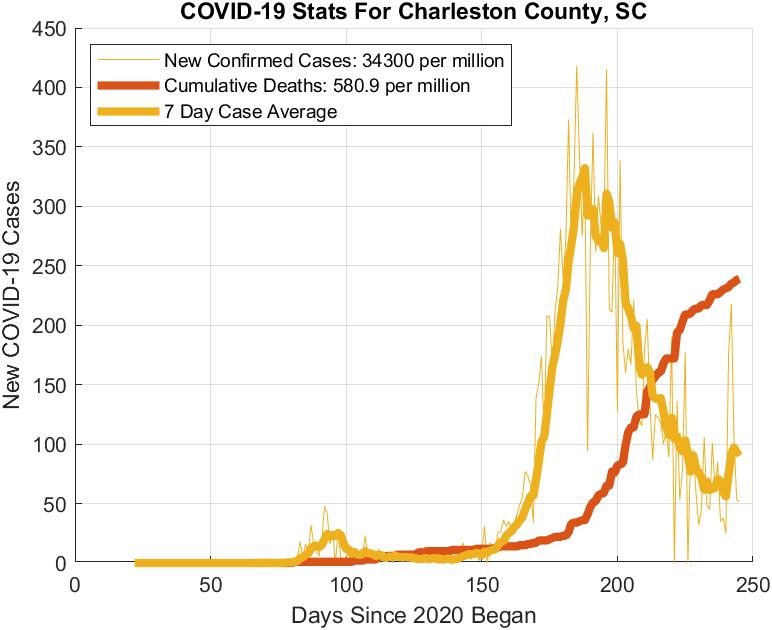 COVID-19 Stats For Charleston County, SC
450
New Confirmed Cases: 34300 per million
Cumulative Deaths: 580.9 per million
7 Day Case Average
400
350
300
250
200
150
100
50
0
New COVID-19 Cases
0 50 100 150 200 250
Days Since 2020 Began